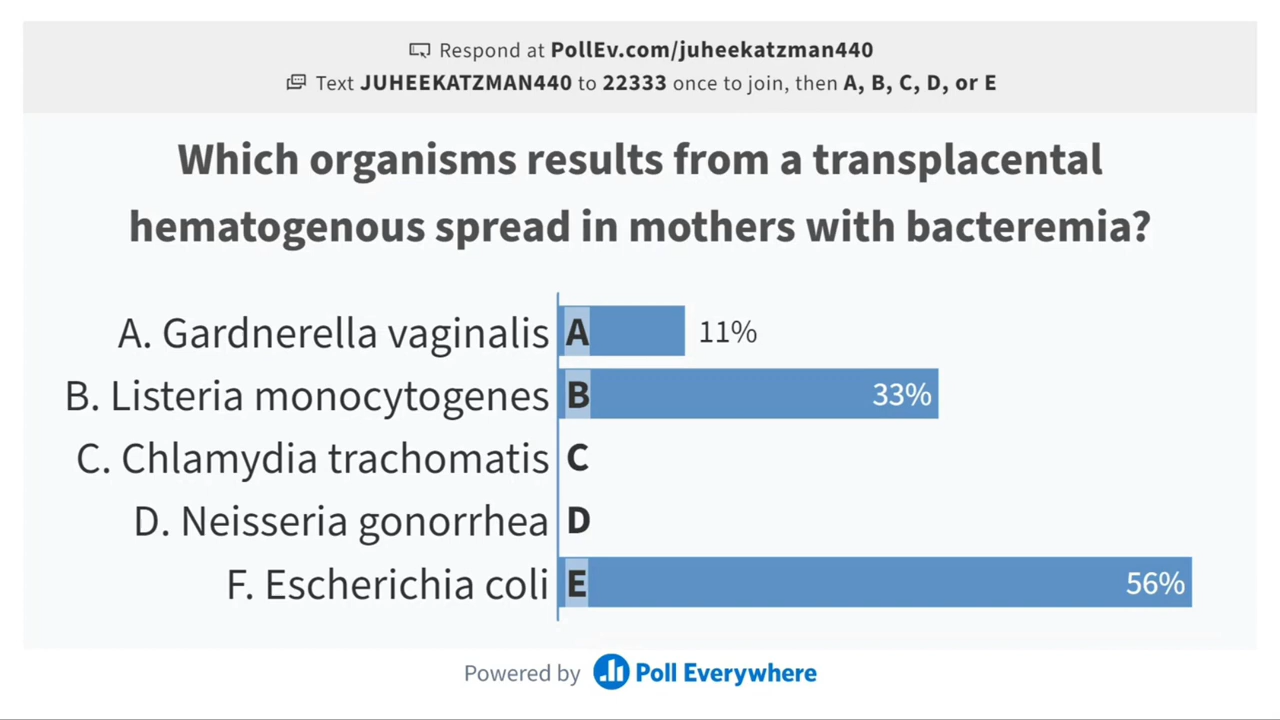 Respond at PollEv.com/juheekatzman440
Text JUHEEKATZMAN440 to 22333 once to join, then A, B, C, D, or E
Which organisms results from a transplacental
hematogenous spread in mothers with bacteremia?
A. Gardnerella vaginalis A 11%
B. Listeria monocytogenes B 33%
C. Chlamydia trachomatis C
D. Neisseria gonorrhea D
F. Escherichia coli E 56%
Powered by Poll Everywhere